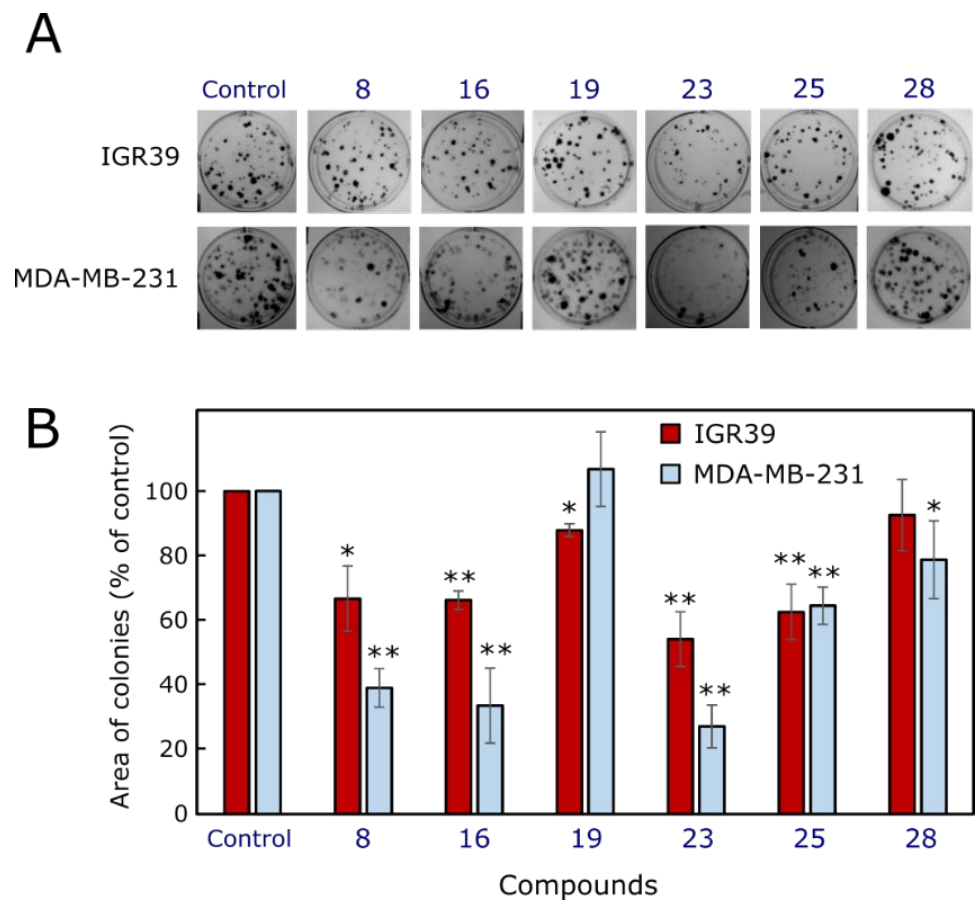 A
Control 8 16 19 23 25 28
IGR39
MDA-MB-231
B
Area of colonies (% of control)
100
80
60
40
20
0
IGR39
MDA-MB-231
* ** ** ** * ** ** ** ** *
Control 8 16 19 23 25 28
Compounds